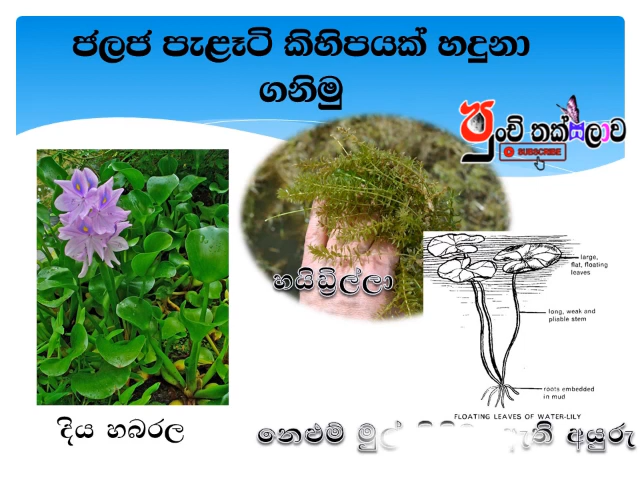 ජලජ පැළෑටි කිහිපයක් හදුනා
ගනිමු
පුංචි තක්සලාව
SUBSCRIBE
හයිඩ්‍රිල්ලා
large,
flat, floating
leaves
long, weak and
pliable stem
roots embedded
in mud
FLOATING LEAVES OF WATER-LILY
දිය හබරල
නෙළුම් මුල් අයුරු